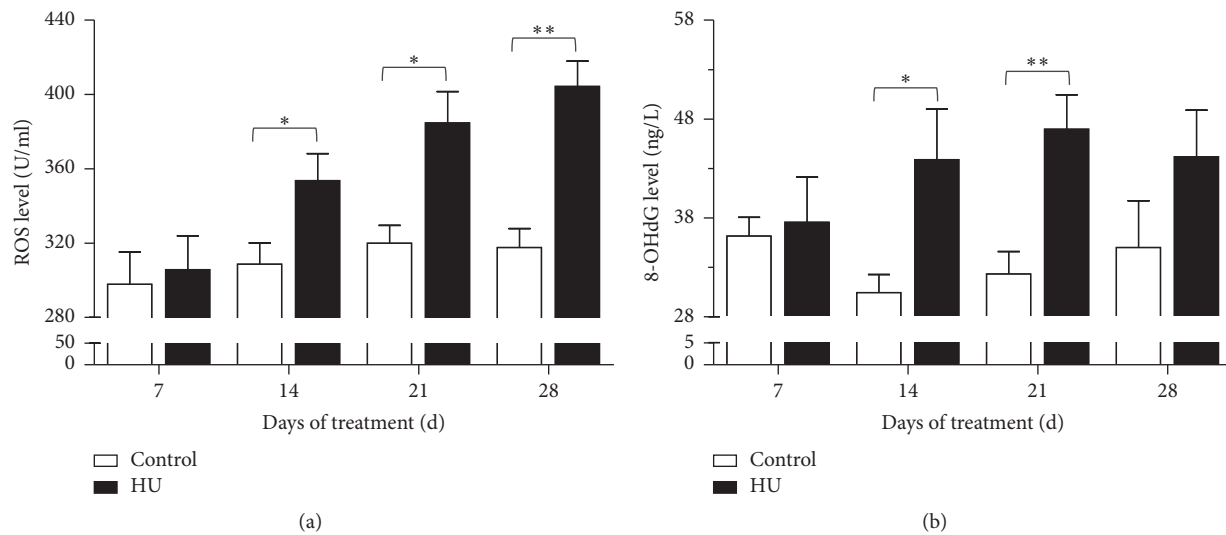 440
400
360
320
280
50
0
ROS level (U/ml)
*
*
**
7 14 21 28
Days of treatment (d)
Control
HU
(a)
58
48
38
28
5
0
8-OHdG level (ng/L)
*
**
7 14 21 28
Days of treatment (d)
Control
HU
(b)